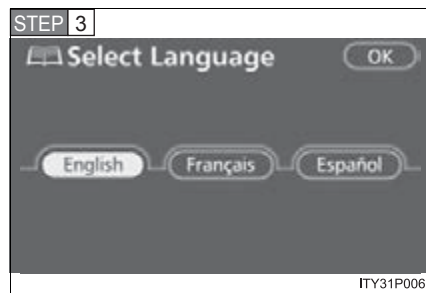 STEP 3
Select Language
OK
English Français Español
ITY31P006